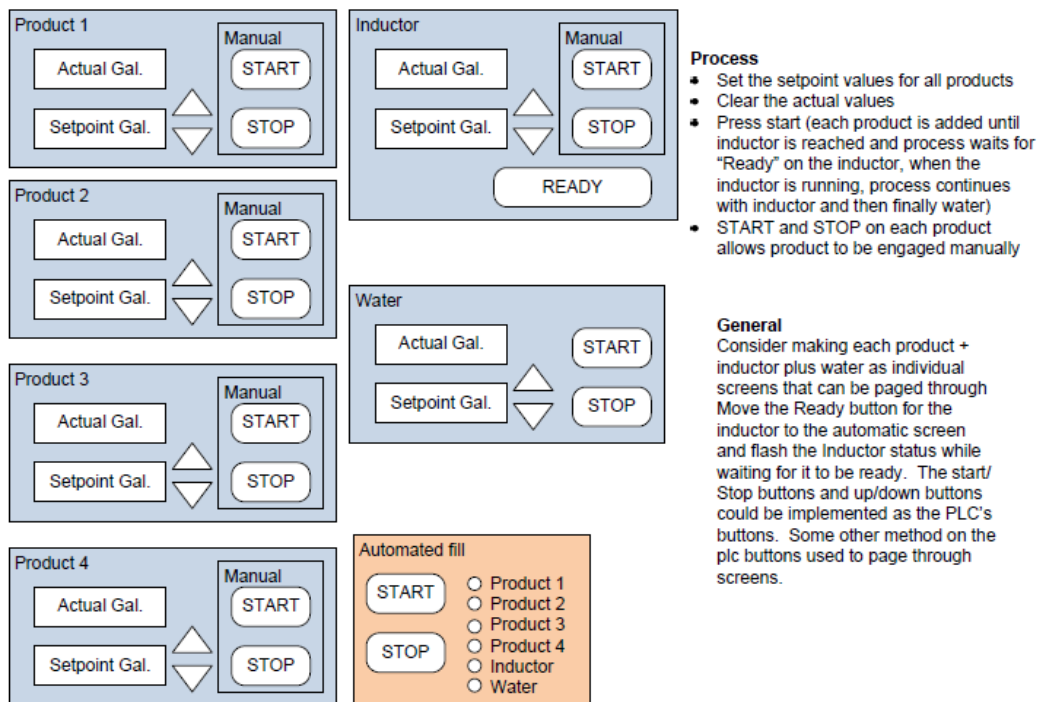 Product 1
Manual
Actual Gal.
START
Setpoint Gal.
STOP
Product 2
Manual
Actual Gal.
START
Setpoint Gal.
STOP
Product 3
Manual
Actual Gal.
START
Setpoint Gal.
STOP
Product 4
Manual
Actual Gal.
START
Setpoint Gal.
STOP
Inductor
Manual
Actual Gal.
START
Setpoint Gal.
STOP
READY
Water
Actual Gal.
START
Setpoint Gal.
STOP
Automated fill
START
STOP
Product 1
Product 2
Product 3
Product 4
Inductor
Water
Process
• Set the setpoint values for all products
• Clear the actual values
• Press start (each product is added until
inductor is reached and process waits for
“Ready” on the inductor, when the
inductor is running, process continues
with inductor and then finally water)
• START and STOP on each product
allows product to be engaged manually
General
Consider making each product +
inductor plus water as individual
screens that can be paged through
Move the Ready button for the
inductor to the automatic screen
and flash the Inductor status while
waiting for it to be ready. The start/
Stop buttons and up/down buttons
could be implemented as the PLC's
buttons. Some other method on the
plc buttons used to page through
screens.